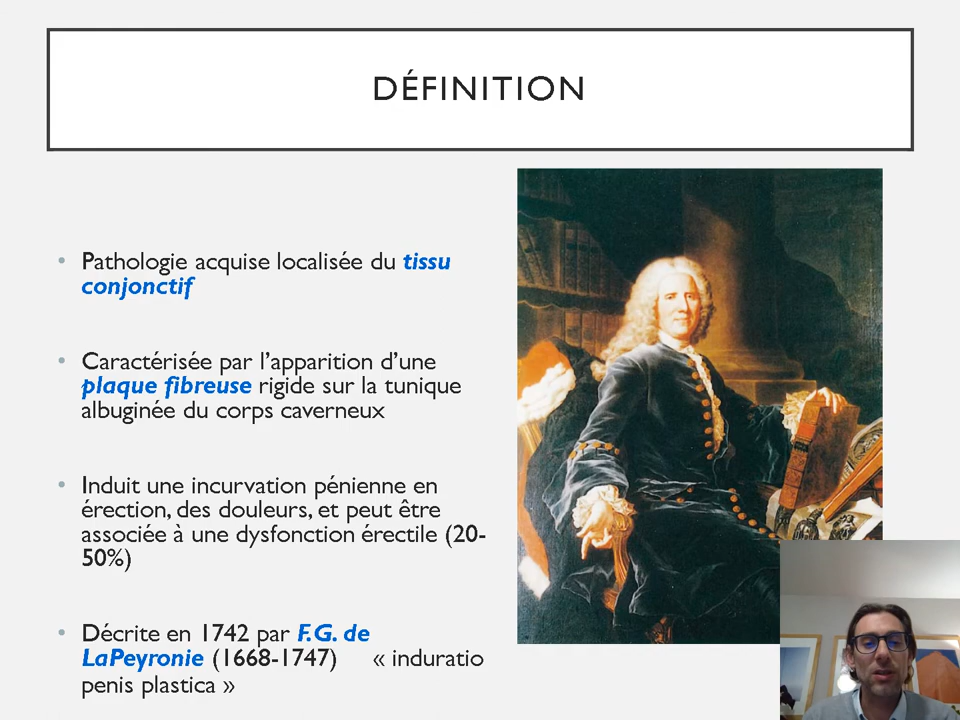 DÉFINITION
• Pathologie acquise localisée du tissu
conjonctif
• Caractérisée par l’apparition d’une
plaque fibreuse rigide sur la tunique
albuginée du corps caverneux
• Induit une incurvation pénienne en
érection, des douleurs, et peut être
associée à une dysfonction érectile (20-
50%)
• Décrite en 1742 par F.G. de
LaPeyronie (1668-1747) « induratio
penis plastica »